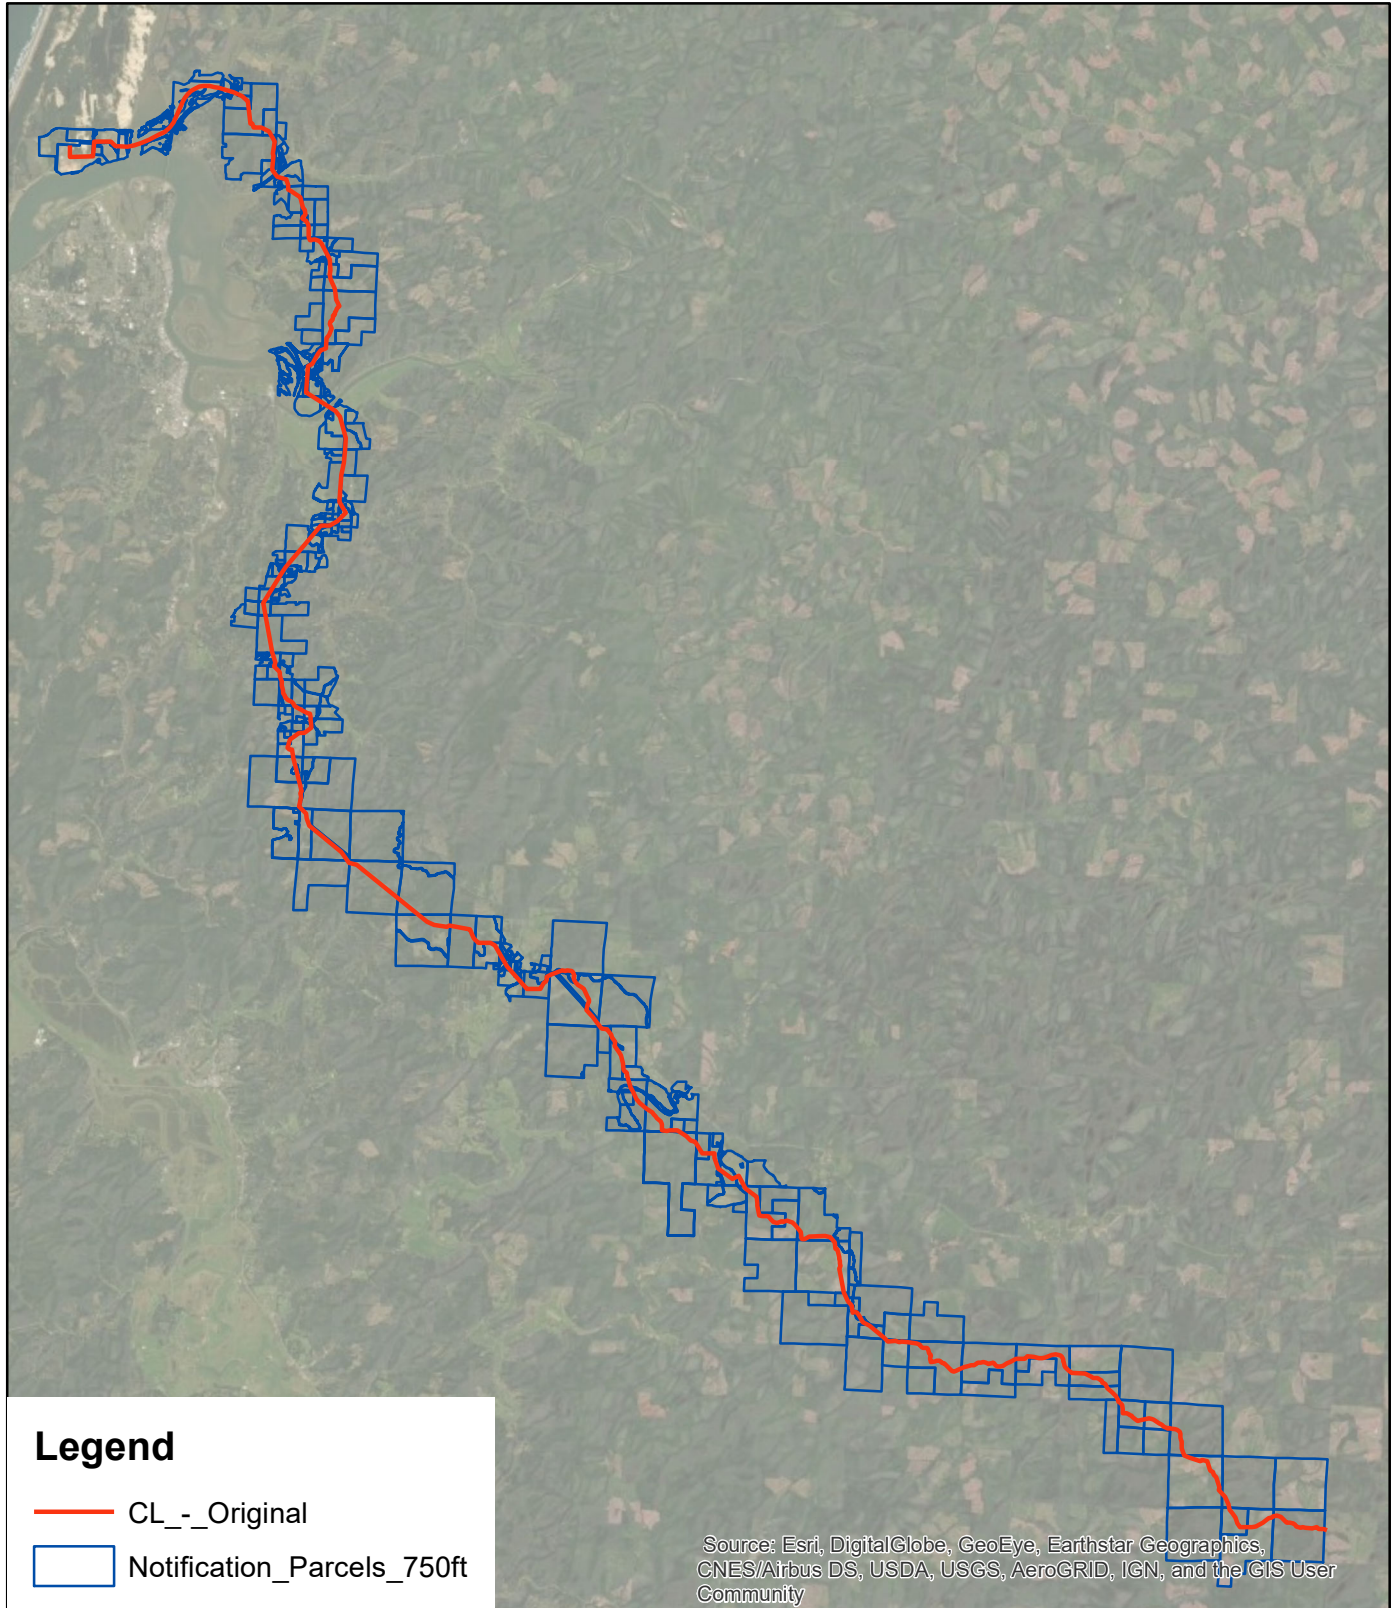 Legend
CL_-_Original
Notification_Parcels_750ft
Source: Esri, DigitalGlobe, GeoEye, Earthstar Geographics,
CNES/Airbus DS, USDA, USGS, AeroGRID, IGN, and the GIS User
Community